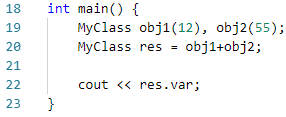 18 int main() {
19     MyClass obj1(12), obj2(55);
20     MyClass res = obj1+obj2;
21
22     cout << res.var;
23 }